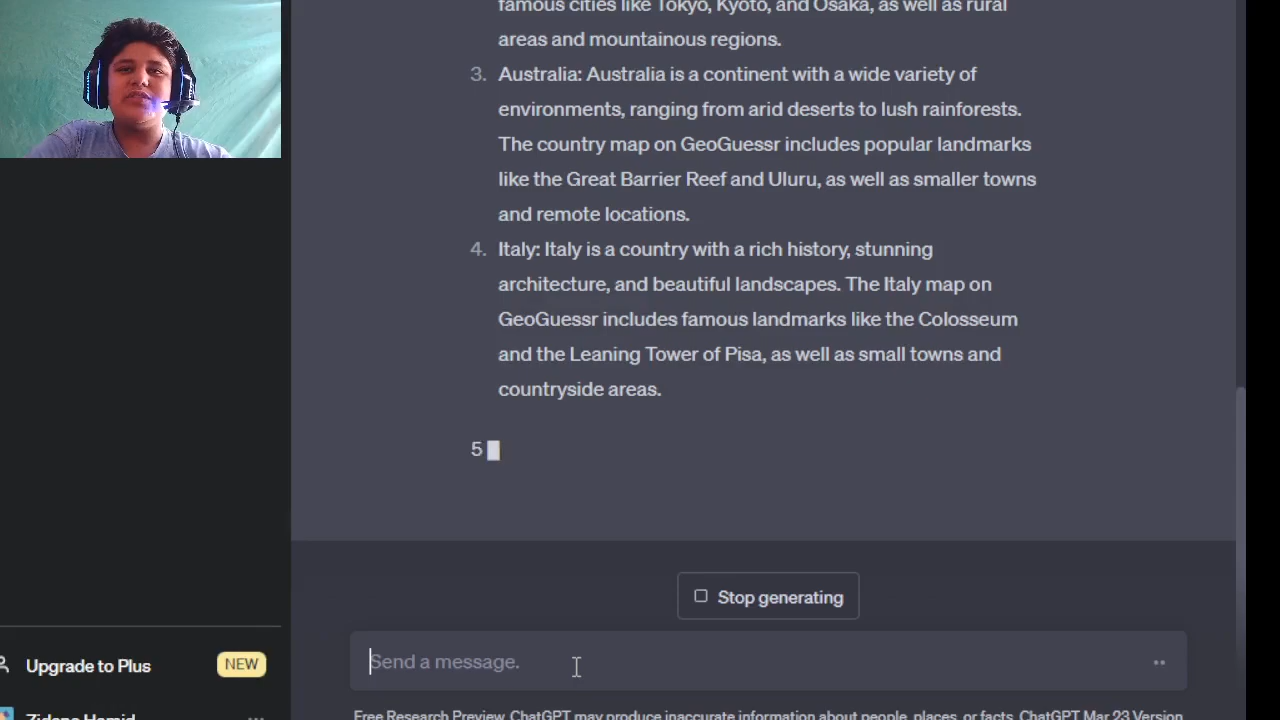 famous cities like Tokyo, Kyoto, and Osaka, as well as rural
areas and mountainous regions.
3. Australia: Australia is a continent with a wide variety of
environments, ranging from arid deserts to lush rainforests.
The country map on GeoGuessr includes popular landmarks
like the Great Barrier Reef and Uluru, as well as smaller towns
and remote locations.
4. Italy: Italy is a country with a rich history, stunning
architecture, and beautiful landscapes. The Italy map on
GeoGuessr includes famous landmarks like the Colosseum
and the Leaning Tower of Pisa, as well as small towns and
countryside areas.
5
Stop generating
Send a message.
Upgrade to Plus NEW
Zidane Hamid
Free Research Preview. ChatGPT may produce inaccurate information about people, places, or facts. ChatGPT Mar 23 Version